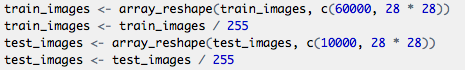 train_images <- array_reshape(train_images, c(60000, 28 * 28))
train_images <- train_images / 255
test_images <- array_reshape(test_images, c(10000, 28 * 28))
test_images <- test_images / 255